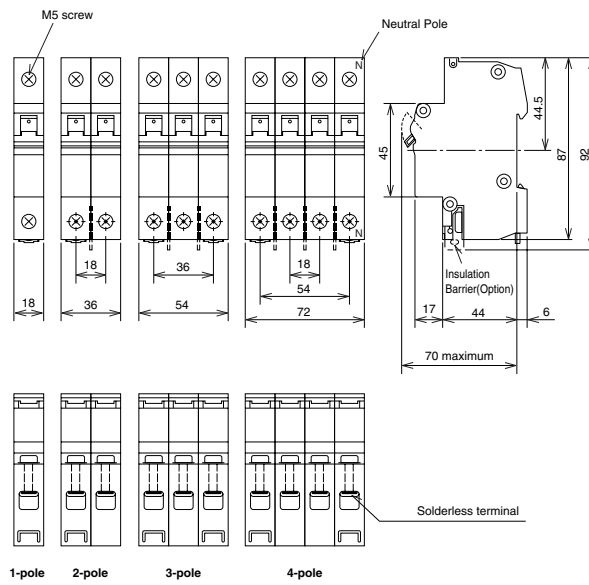 M5 screw
Neutral Pole
N
44.5
45
87
92
N
18
36
18
Insulation
Barrier(Option)
54
18
36
54
72
17
44
6
70 maximum
Solderless terminal
1-pole
2-pole
3-pole
4-pole